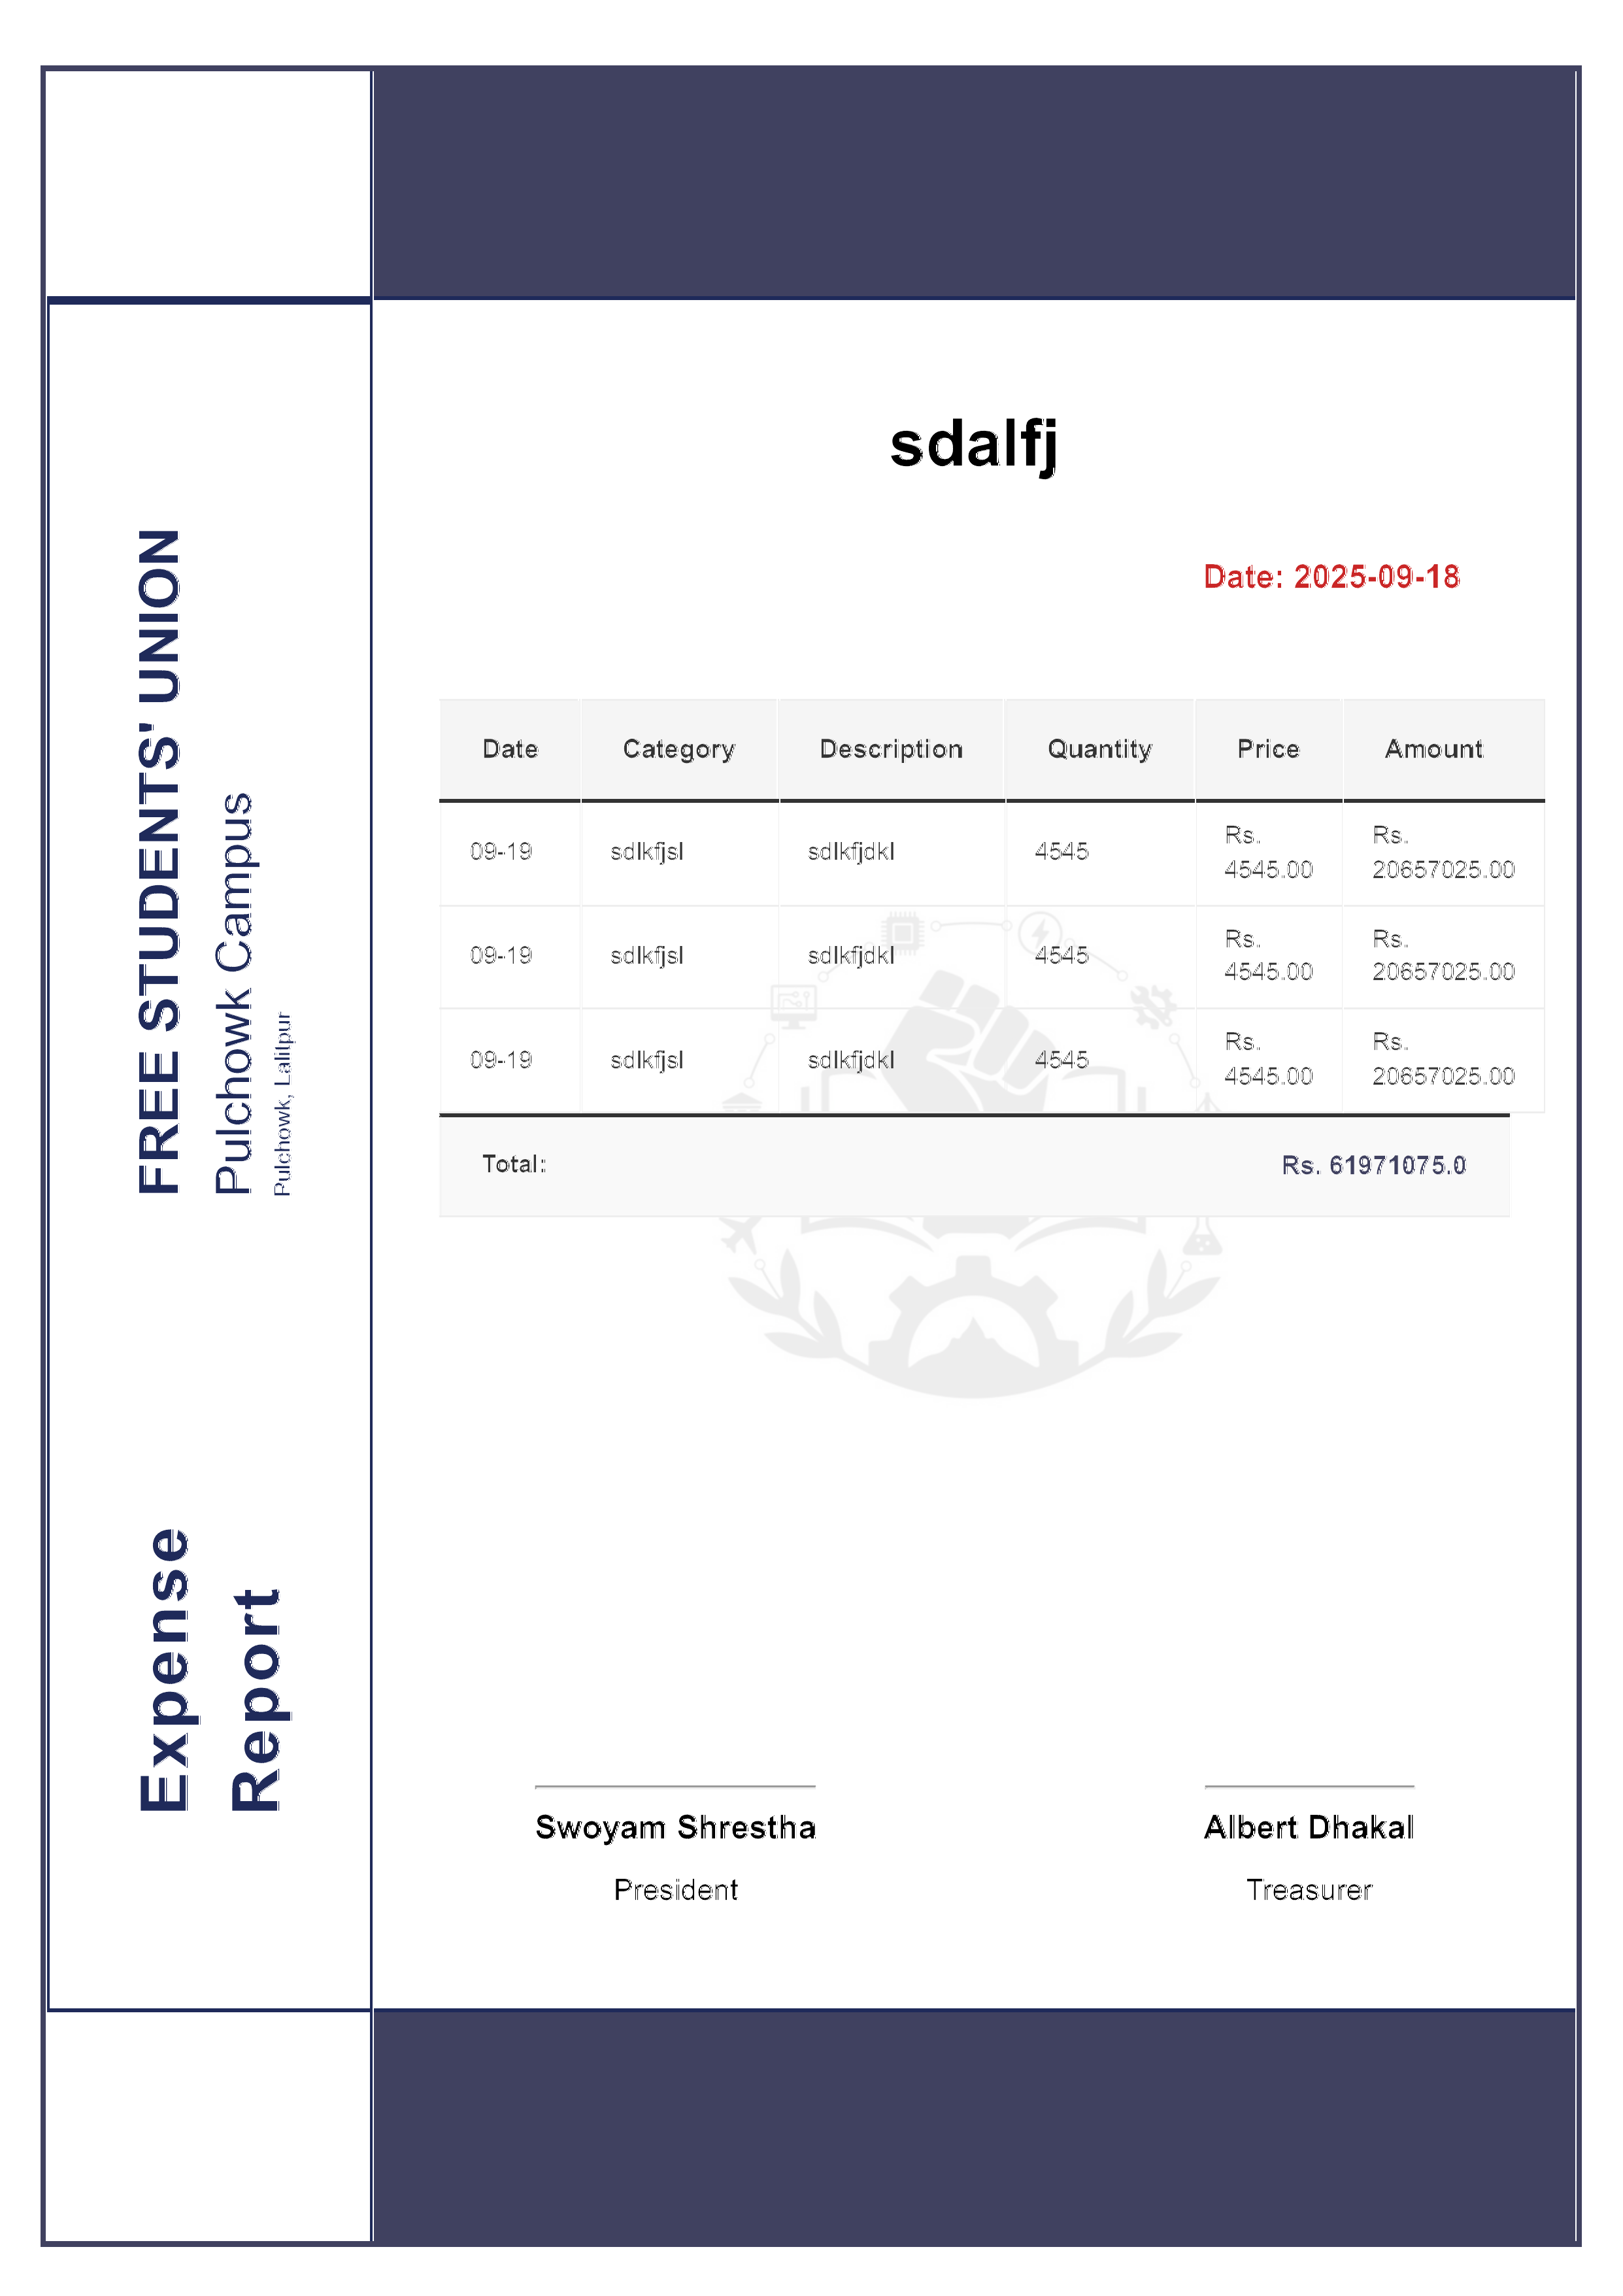 FREE STUDENTS' UNION
Pulchowk Campus
Pulchowk, Lalitpur
Expense
Report
sdalfj
Date: 2025-09-18
Date Category Description Quantity Price Amount
09-19 sdlkfjsl sdlkfjdkl 4545 Rs. 4545.00 Rs. 20657025.00
09-19 sdlkfjsl sdlkfjdkl 4545 Rs. 4545.00 Rs. 20657025.00
09-19 sdlkfjsl sdlkfjdkl 4545 Rs. 4545.00 Rs. 20657025.00
Total: Rs. 61971075.0
Swoyam Shrestha Albert Dhakal
President Treasurer